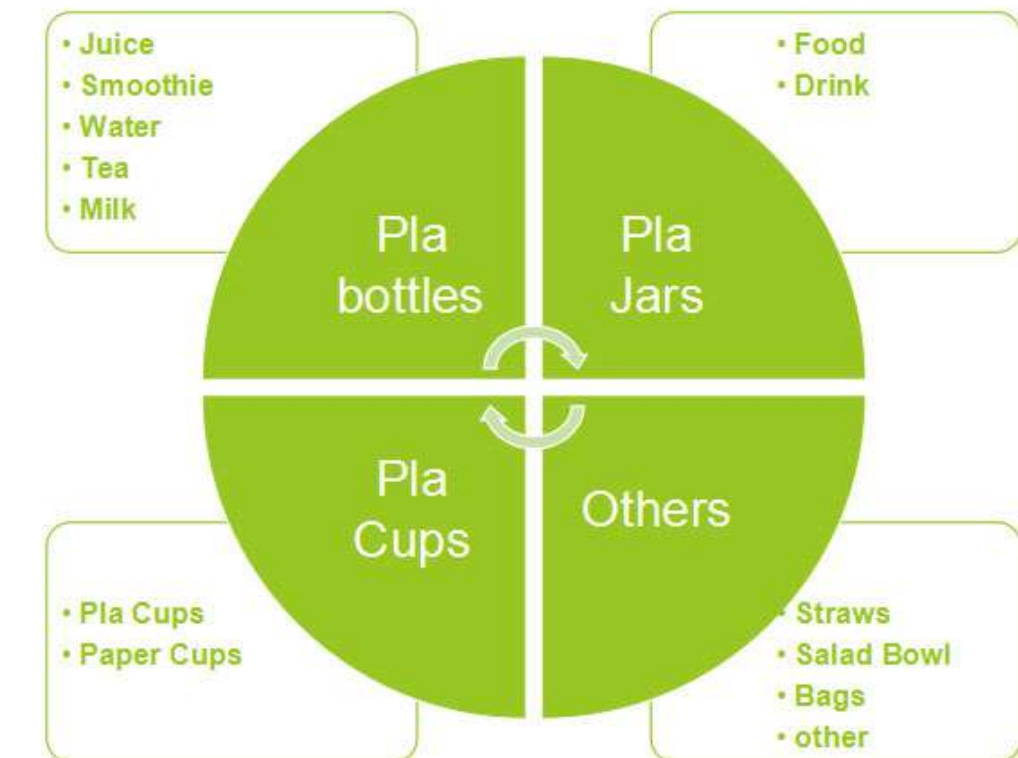 • Juice
• Smoothie
• Water
• Tea
• Milk
• Food
• Drink
Pla
bottles
Pla
Jars
Pla
Cups
Others
• Pla Cups
• Paper Cups
• Straws
• Salad Bowl
• Bags
• other